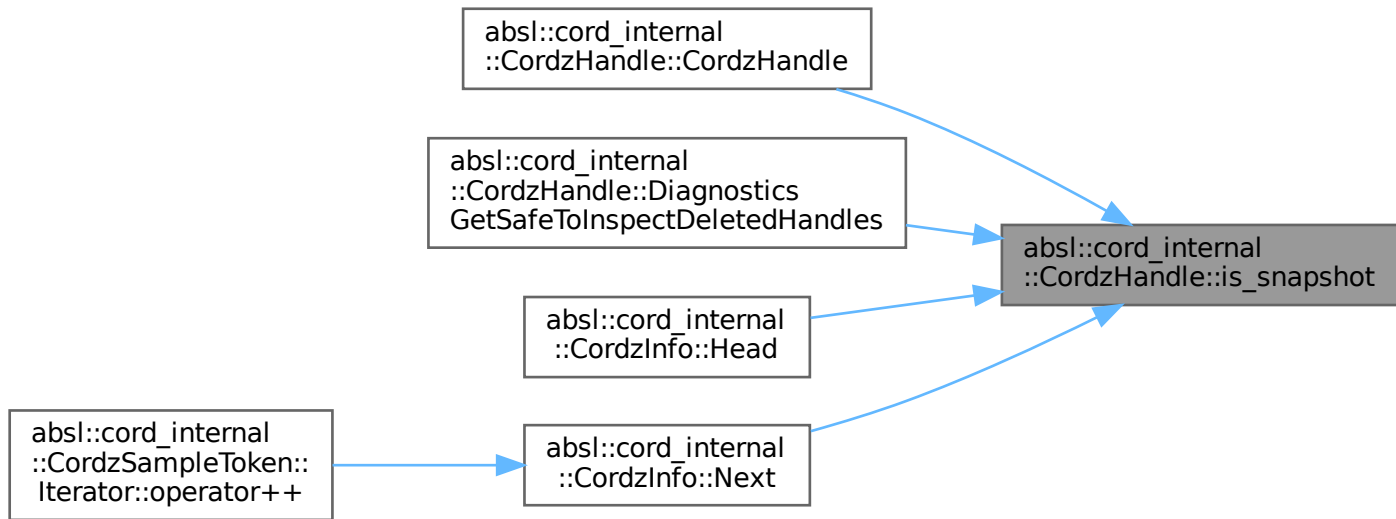 absl::cord_internal
::CordzHandle::CordzHandle
absl::cord_internal
::CordzHandle::Diagnostics
GetSafeToInspectDeletedHandles
absl::cord_internal
::CordzHandle::is_snapshot
absl::cord_internal
::CordzInfo::Head
absl::cord_internal
::CordzSampleToken::
Iterator::operator++
absl::cord_internal
::CordzInfo::Next